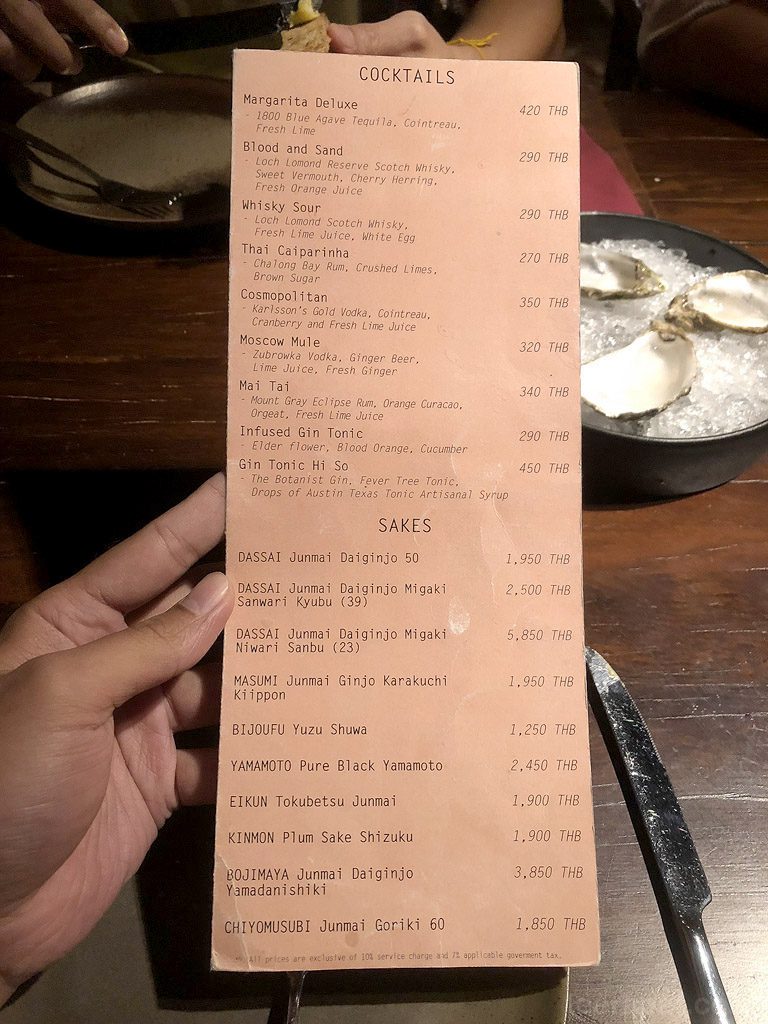 COCKTAILS
Margarita Deluxe 420 THB
- 1800 Blue Agave Tequila, Cointreau,
Fresh Lime
Blood and Sand 290 THB
- Loch Lomond Reserve Scotch Whisky,
Sweet Vermouth, Cherry Herring,
Fresh Orange Juice
Whisky Sour 290 THB
- Loch Lomond Scotch Whisky,
Fresh Lime Juice, White Egg
Thai Caiparinha 270 THB
- Chalong Bay Rum, Crushed Limes,
Brown Sugar
Cosmopolitan 350 THB
- Karlsson's Gold Vodka, Cointreau,
Cranberry and Fresh Lime Juice
Moscow Mule 320 THB
- Zubrowka Vodka, Ginger Beer,
Lime Juice, Fresh Ginger
Mai Tai 340 THB
- Mount Gray Eclipse Rum, Orange Curacao,
Orgeat, Fresh Lime Juice
Infused Gin Tonic 290 THB
- Elder flower, Blood Orange, Cucumber
Gin Tonic Hi So 450 THB
- The Botanist Gin, Fever Tree Tonic,
Drops of Austin Texas Tonic Artisanal Syrup
SAKES
DASSAI Junmai Daiginjo 50 1,950 THB
DASSAI Junmai Daiginjo Migaki 2,500 THB
Sanwari Kyubu (39)
DASSAI Junmai Daiginjo Migaki 5,850 THB
Niwari Sanbu (23)
MASUMI Junmai Ginjo Karakuchi 1,950 THB
Kiippon
BIJOUFU Yuzu Shuwa 1,250 THB
YAMAMOTO Pure Black Yamamoto 2,450 THB
EIKUN Tokubetsu Junmai 1,900 THB
KINMON Plum Sake Shizuku 1,900 THB
BOJIMAYA Junmai Daiginjo 3,850 THB
Yamadanishiki
CHIYOMUSUBI Junmai Goriki 60 1,850 THB
All prices are exclusive of 10% service charge and 7% applicable goverment tax.